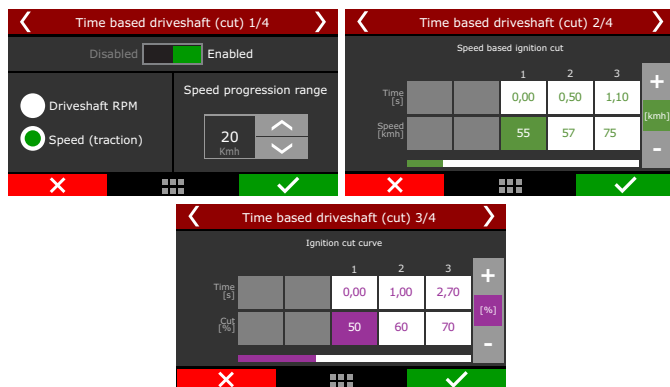 Time based driveshaft (cut) 1/4
Disabled Enabled
Driveshaft RPM
Speed (traction)
Speed progression range
20
Kmh
Time based driveshaft (cut) 2/4
Speed based ignition cut
1 2 3
Time [s] 0,00 0,50 1,10
Speed [kmh] 55 57 75
+
[kmh]
-
Time based driveshaft (cut) 3/4
Ignition cut curve
1 2 3
Time [s] 0,00 1,00 2,70
Cut [%] 50 60 70
+
[%]
-